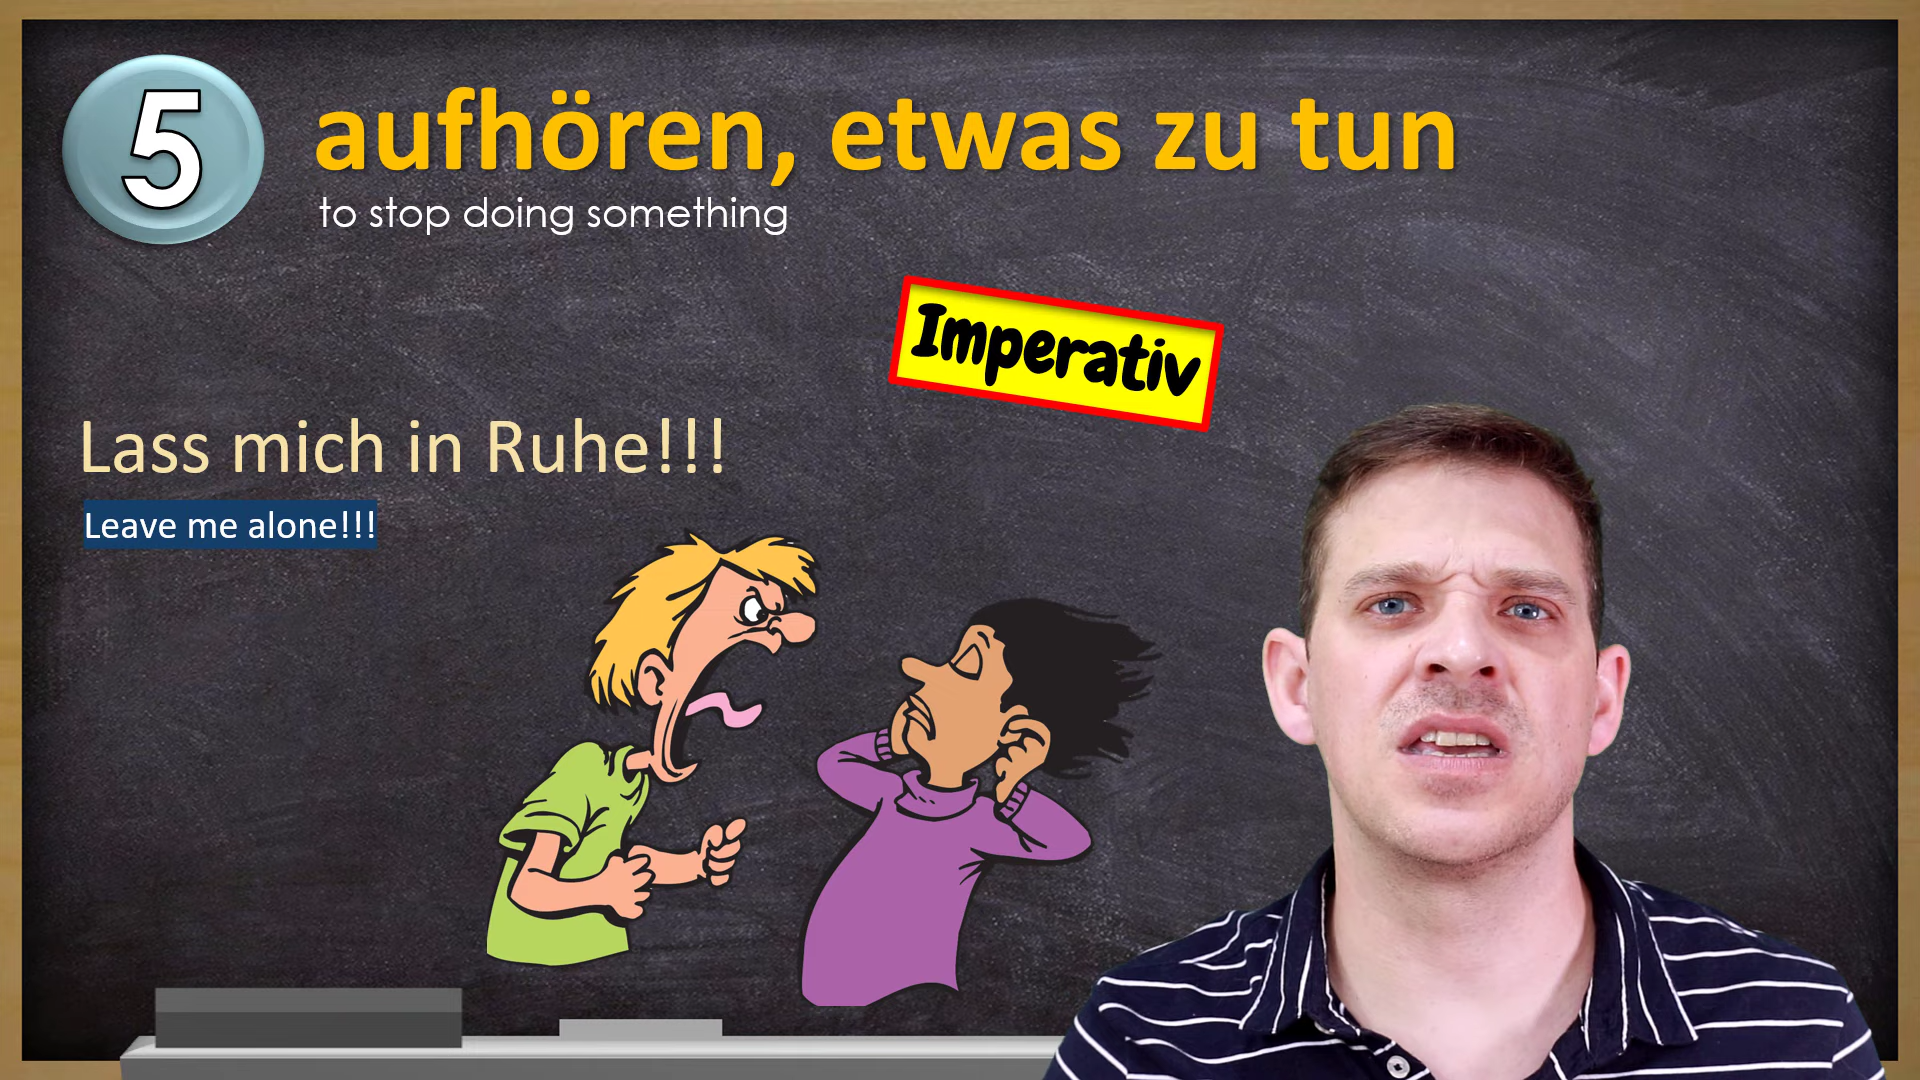 5
aufhören, etwas zu tun
to stop doing something
Imperativ
Lass mich in Ruhe!!!
Leave me alone!!!